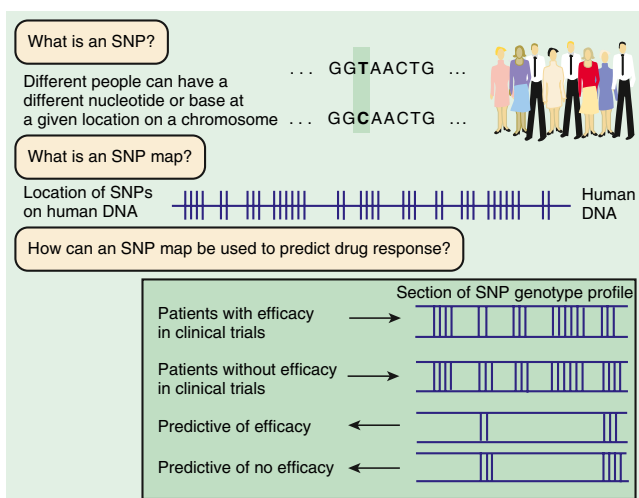 What is an SNP?
Different people can have a
different nucleotide or base at
a given location on a chromosome
. . . GGTAACTG ...
. . . GGCAACTG ...
What is an SNP map?
Location of SNPs
on human DNA
Human
DNA
How can an SNP map be used to predict drug response?
Section of SNP genotype profile
Patients with efficacy
in clinical trials
Patients without efficacy
in clinical trials
Predictive of efficacy
Predictive of no efficacy